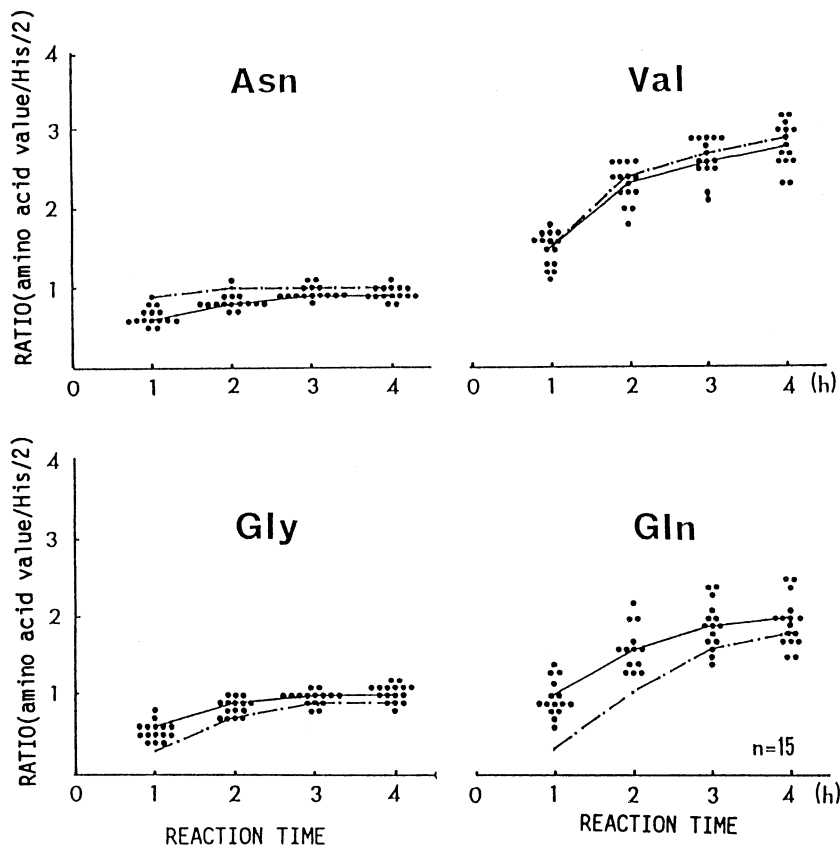 RATIO(amino acid value/His/2)
4
3
2
1
0
Asn
1 2 3 4
Val
0 1 2 3 4 (h)
RATIO(amino acid value/His/2)
4
3
2
1
0
Gly
1 2 3 4
REACTION TIME
Gln
n=15
0 1 2 3 4 (h)
REACTION TIME